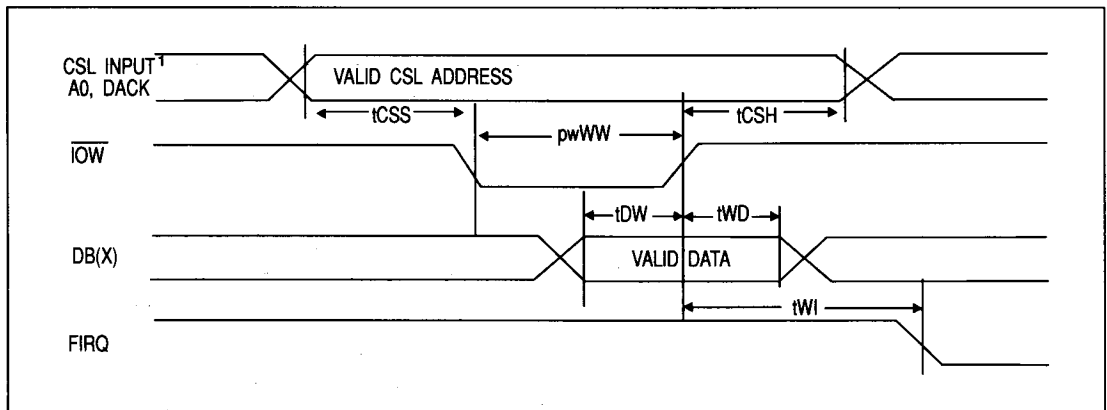 CSL INPUT¹
A0, DACK
VALID CSL ADDRESS
tCSS
tCSH
pwWW
IOW
tDW
tWD
DB(X)
VALID DATA
tWI
FIRQ